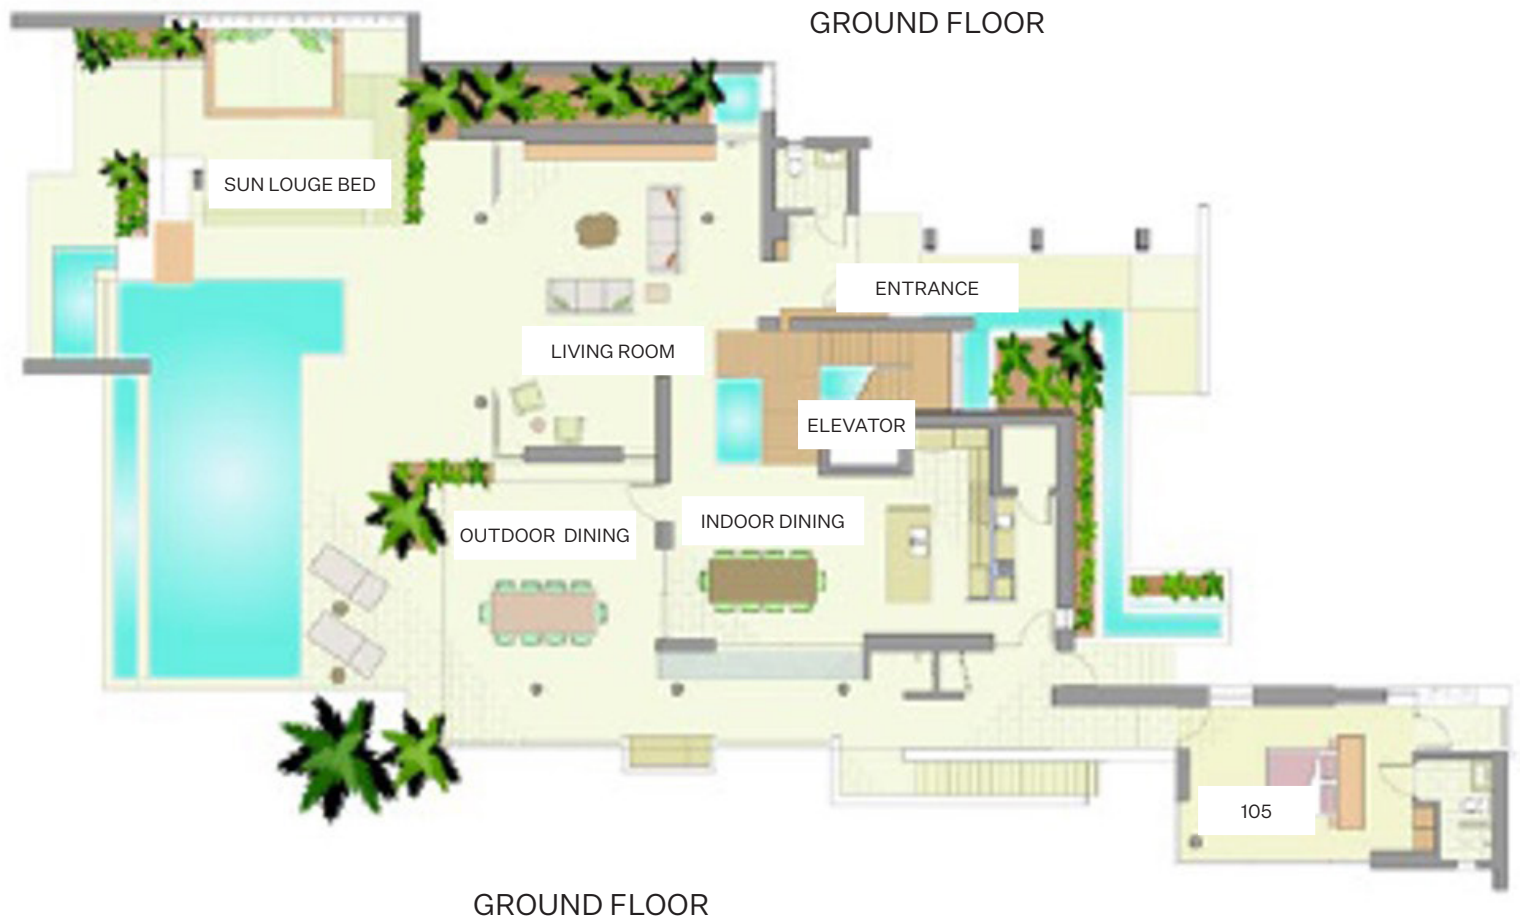 GROUND FLOOR
SUN LOUGE BED
ENTRANCE
LIVING ROOM
ELEVATOR
OUTDOOR DINING
INDOOR DINING
105
GROUND FLOOR